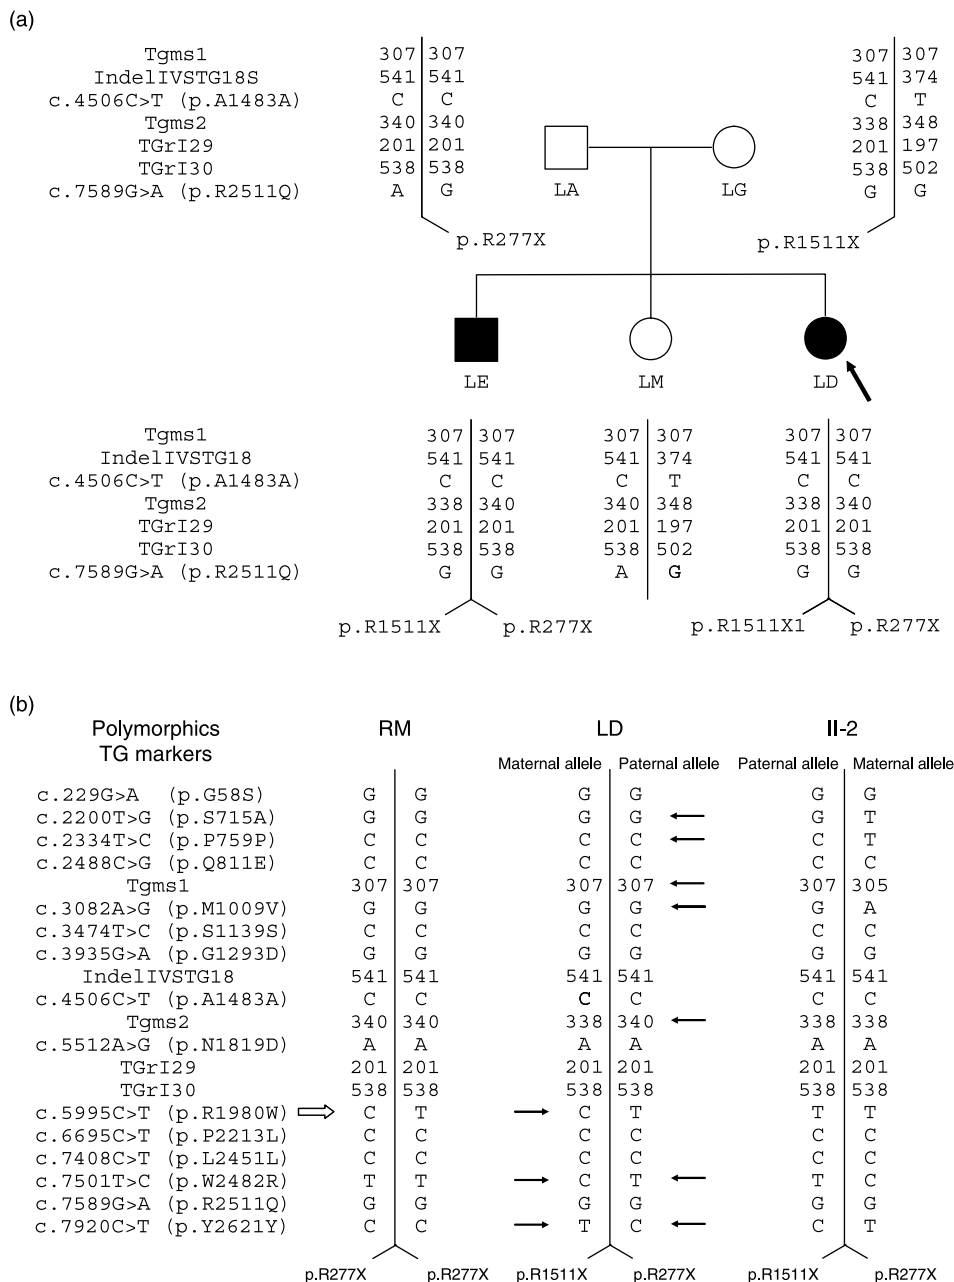 (a)
Tgms1 307 307 307 307
IndelIVSTG18S 541 541 541 374
c.4506C>T (p.A1483A) C C C T
Tgms2 340 340 338 348
TGrI29 201 201 201 197
TGrI30 538 538 538 502
c.7589G>A (p.R2511Q) A G G G
LA LG
p.R277X p.R1511X
LE LM LD
Tgms1 307 307 307 307 307 307
IndelIVSTG18 541 541 541 374 541 541
c.4506C>T (p.A1483A) C C C T C C
Tgms2 338 340 340 348 338 340
TGrI29 201 201 201 197 201 201
TGrI30 538 538 538 502 538 538
c.7589G>A (p.R2511Q) G G A G G G
p.R1511X p.R277X p.R1511X1 p.R277X
(b)
Polymorphics TG markers RM LD II-2
Maternal allele Paternal allele Paternal allele Maternal allele
c.229G>A (p.G58S) G G G G G G
c.2200T>G (p.S715A) G G G G G T
c.2334T>C (p.P759P) C C C C C T
c.2488C>G (p.Q811E) C C C C C C
Tgms1 307 307 307 307 307 305
c.3082A>G (p.M1009V) G G G G G A
c.3474T>C (p.S1139S) C C C C C C
c.3935G>A (p.G1293D) G G G G G G
IndelIVSTG18 541 541 541 541 541 541
c.4506C>T (p.A1483A) C C C C C C
Tgms2 340 340 338 340 338 338
c.5512A>G (p.N1819D) A A A A A A
TGrI29 201 201 201 201 201 201
TGrI30 538 538 538 538 538 538
c.5995C>T (p.R1980W) C T C T T T
c.6695C>T (p.P2213L) C C C C C C
c.7408C>T (p.L2451L) C C C C C C
c.7501T>C (p.W2482R) T T C T T C
c.7589G>A (p.R2511Q) G G G G G G
c.7920C>T (p.Y2621Y) C C T C C T
p.R277X p.R277X p.R1511X p.R277X p.R1511X p.R277X